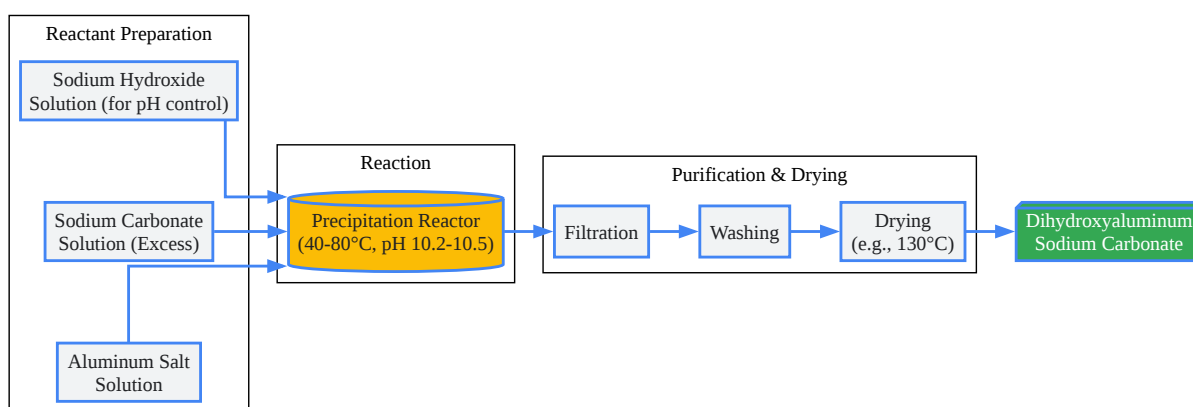 Reactant Preparation
Sodium Hydroxide
Solution (for pH control)
Sodium Carbonate
Solution (Excess)
Aluminum Salt
Solution
Reaction
Precipitation Reactor
(40-80°C, pH 10.2-10.5)
Purification & Drying
Filtration
Washing
Drying
(e.g., 130°C)
Dihydroxyaluminum
Sodium Carbonate